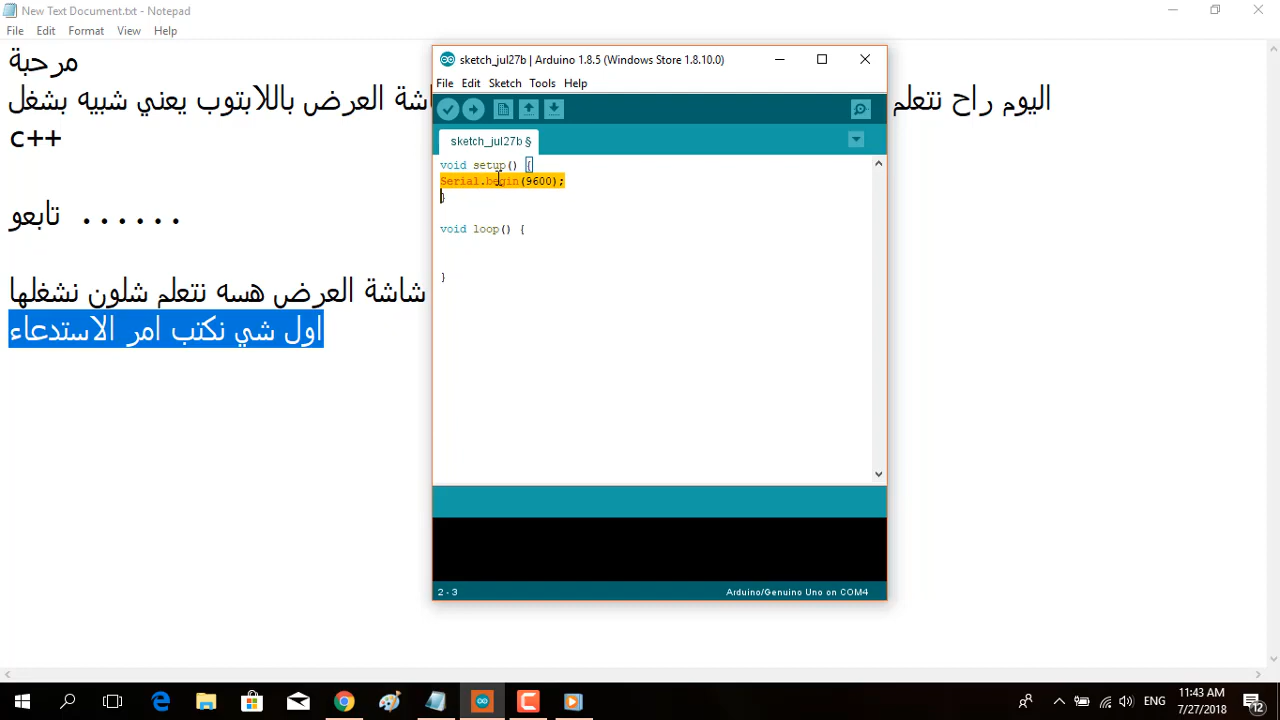 New Text Document.txt - Notepad
File Edit Format View Help
مرحبة
اليوم راح نتعلم
اشة العرض باللابتوب يعني شبيه بشغل
c++
تابعو ......
شاشة العرض هسه نتعلم شلون نشغلها
اول شي نكتب امر الاستدعاء
sketch_jul27b | Arduino 1.8.5 (Windows Store 1.8.10.0)
File Edit Sketch Tools Help
sketch_jul27b §
void setup() {
Serial.begin(9600);
}
void loop() {
}
2 - 3
Arduino/Genuino Uno on COM4
ENG
11:43 AM
7/27/2018
12